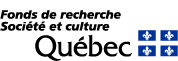 Fonds de recherche
Société et culture
Québec